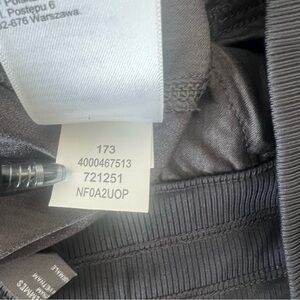 l. Postępu 6
02-676 Warszawa
173
4000467513
721251
NF0A2UOP